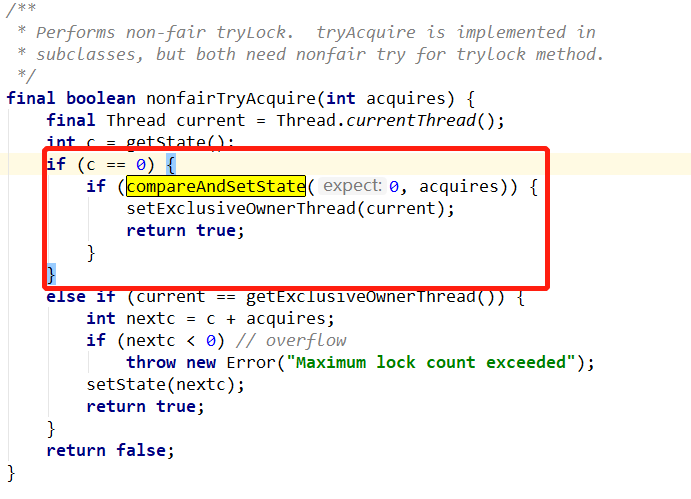 /**
 * Performs non-fair tryLock.  tryAcquire is implemented in
 * subclasses, but both need nonfair try for trylock method.
 */
final boolean nonfairTryAcquire(int acquires) {
    final Thread current = Thread.currentThread();
    int c = getState();
    if (c == 0) {
        if (compareAndSetState( expect: 0, acquires)) {
            setExclusiveOwnerThread(current);
            return true;
        }
    }
    else if (current == getExclusiveOwnerThread()) {
        int nextc = c + acquires;
        if (nextc < 0) // overflow
            throw new Error("Maximum lock count exceeded");
        setState(nextc);
        return true;
    }
    return false;
}